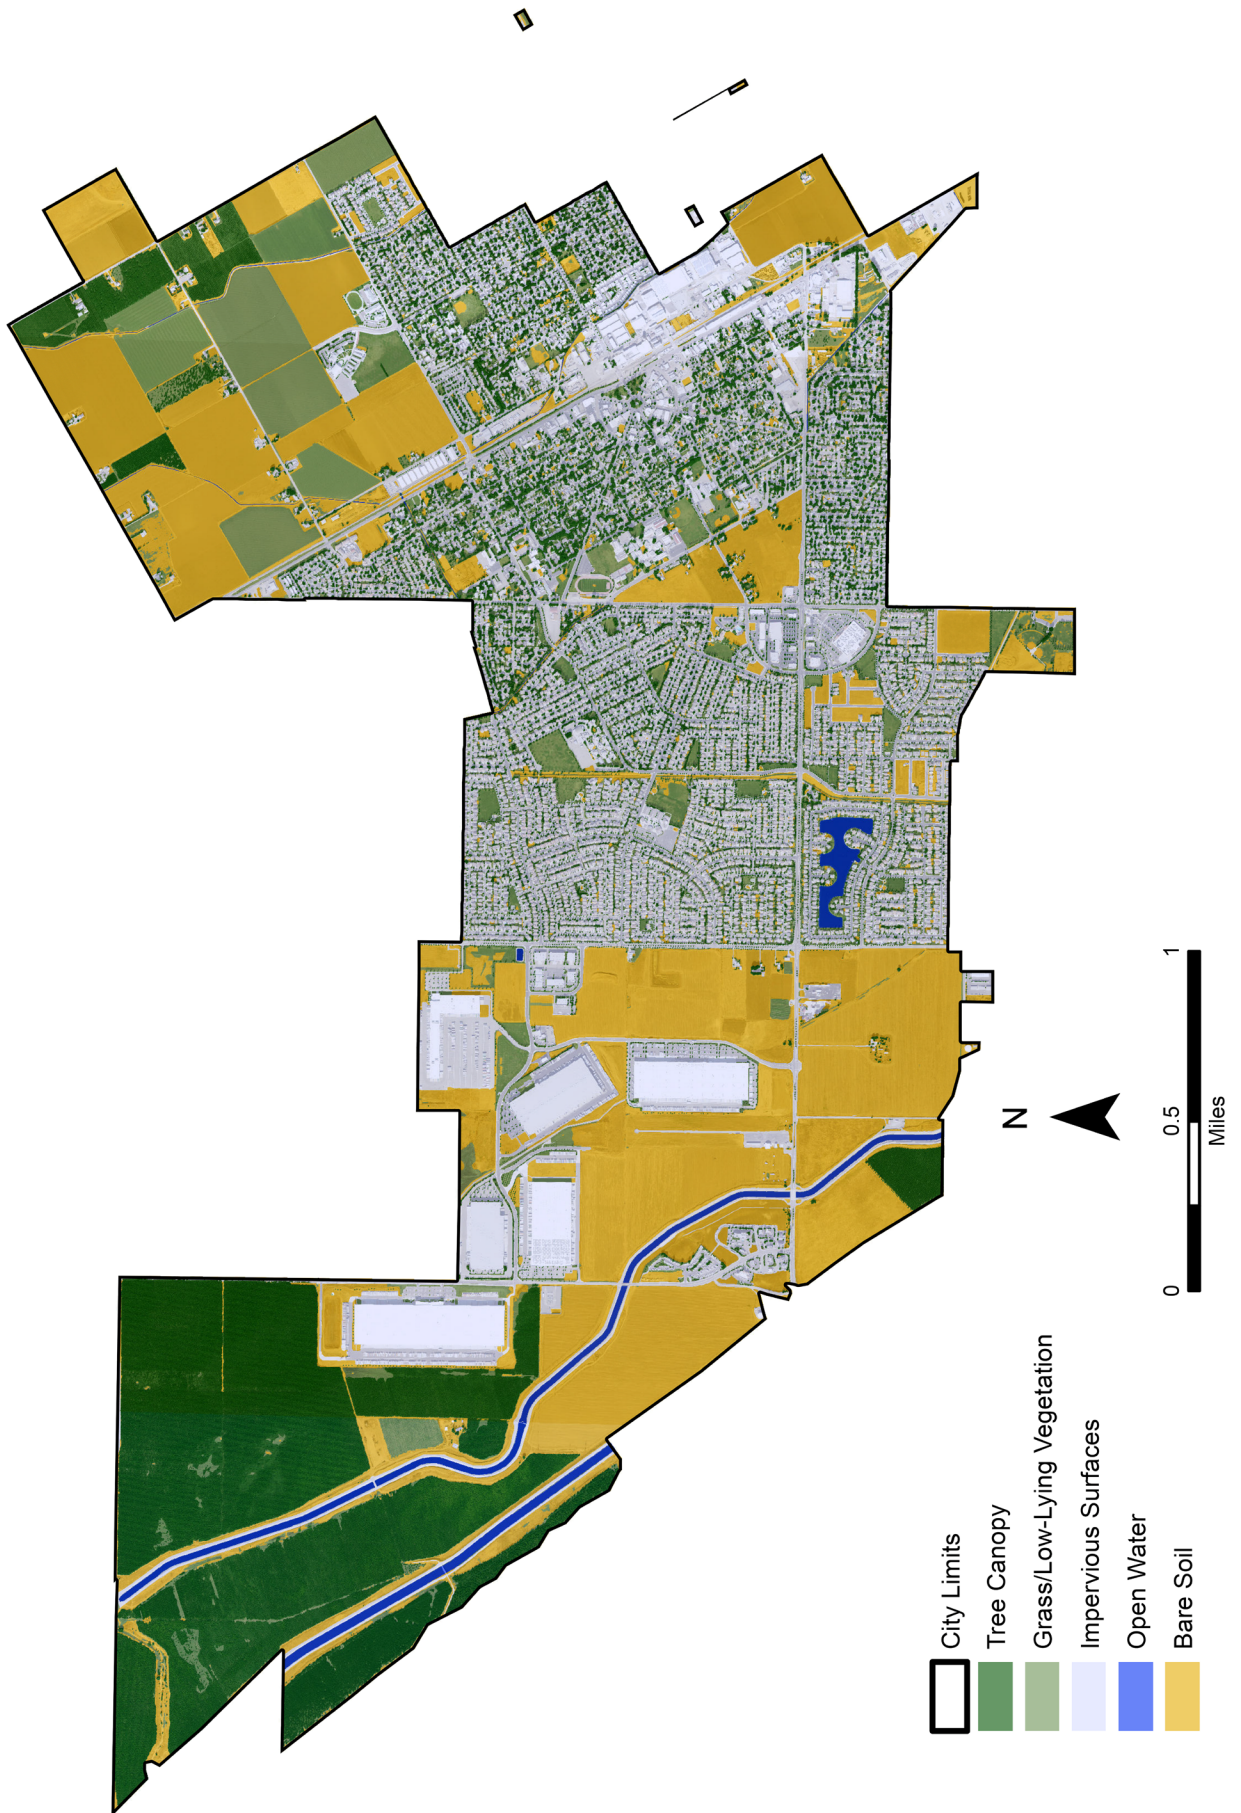 City Limits
Tree Canopy
Grass/Low-Lying Vegetation
Impervious Surfaces
Open Water
Bare Soil
N
0 0.5 1
Miles